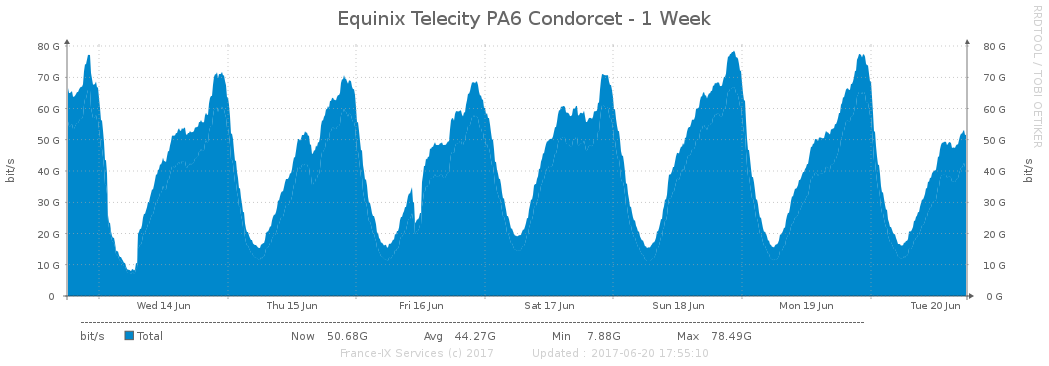 Equinix Telecity PA6 Condorcet - 1 Week
RRDTOOL / TOBI OETIKER
bit/s
80 G
70 G
60 G
50 G
40 G
30 G
20 G
10 G
0
80 G
70 G
60 G
50 G
40 G
30 G
20 G
10 G
0 G
bit/s
Wed 14 Jun Thu 15 Jun Fri 16 Jun Sat 17 Jun Sun 18 Jun Mon 19 Jun Tue 20 Jun
bit/s Total Now 50.68G Avg 44.27G Min 7.88G Max 78.49G
France-IX Services (c) 2017 Updated : 2017-06-20 17:55:10